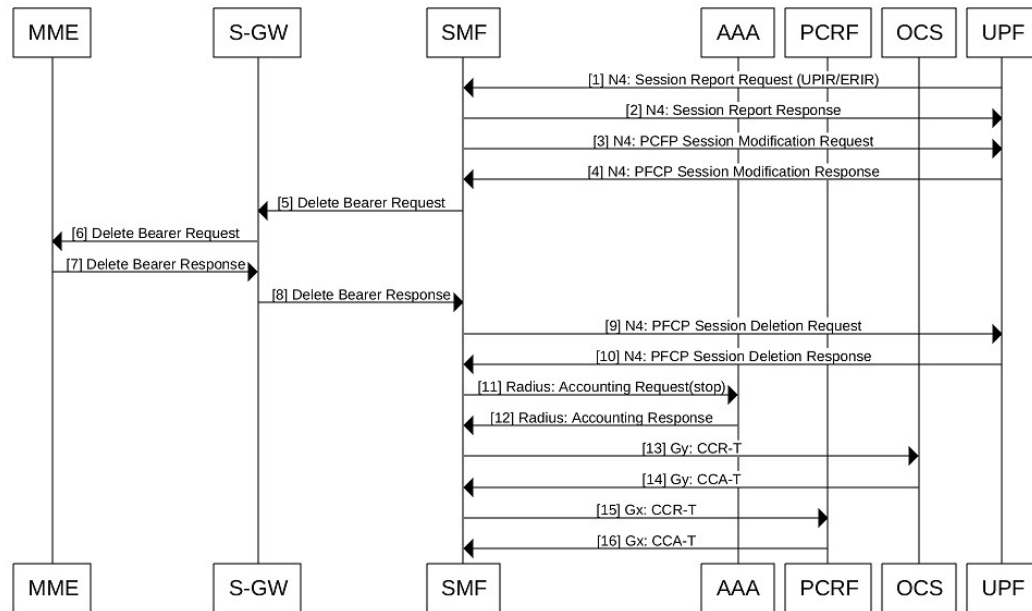 MME S-GW SMF AAA PCRF OCS UPF
[1] N4: Session Report Request (UPIR/ERIR)
[2] N4: Session Report Response
[3] N4: PCFP Session Modification Request
[4] N4: PFCP Session Modification Response
[5] Delete Bearer Request
[6] Delete Bearer Request
[7] Delete Bearer Response
[8] Delete Bearer Response
[9] N4: PFCP Session Deletion Request
[10] N4: PFCP Session Deletion Response
[11] Radius: Accounting Request(stop)
[12] Radius: Accounting Response
[13] Gy: CCR-T
[14] Gy: CCA-T
[15] Gx: CCR-T
[16] Gx: CCA-T
MME S-GW SMF AAA PCRF OCS UPF